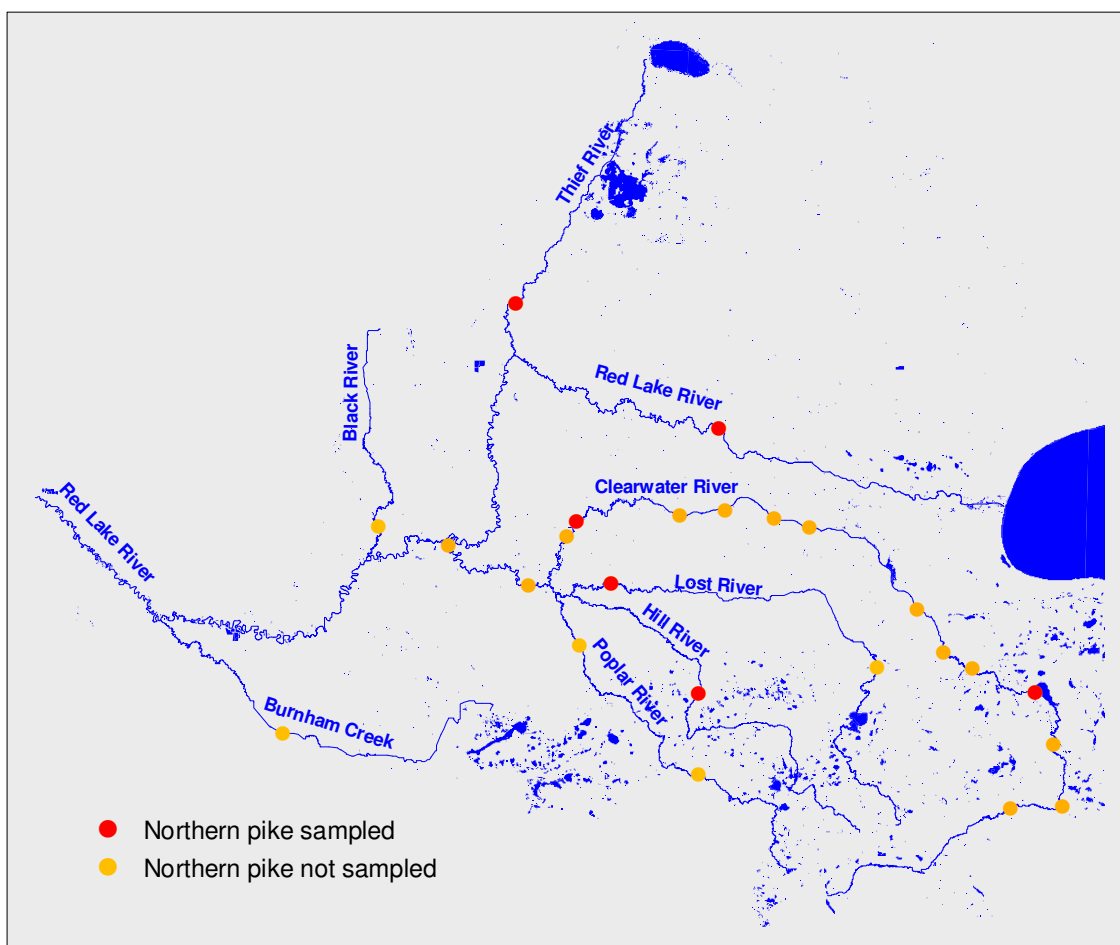 Thief River
Black River
Red Lake River
Red Lake River
Clearwater River
Lost River
Hill River
Poplar River
Burnham Creek
Northern pike sampled
Northern pike not sampled